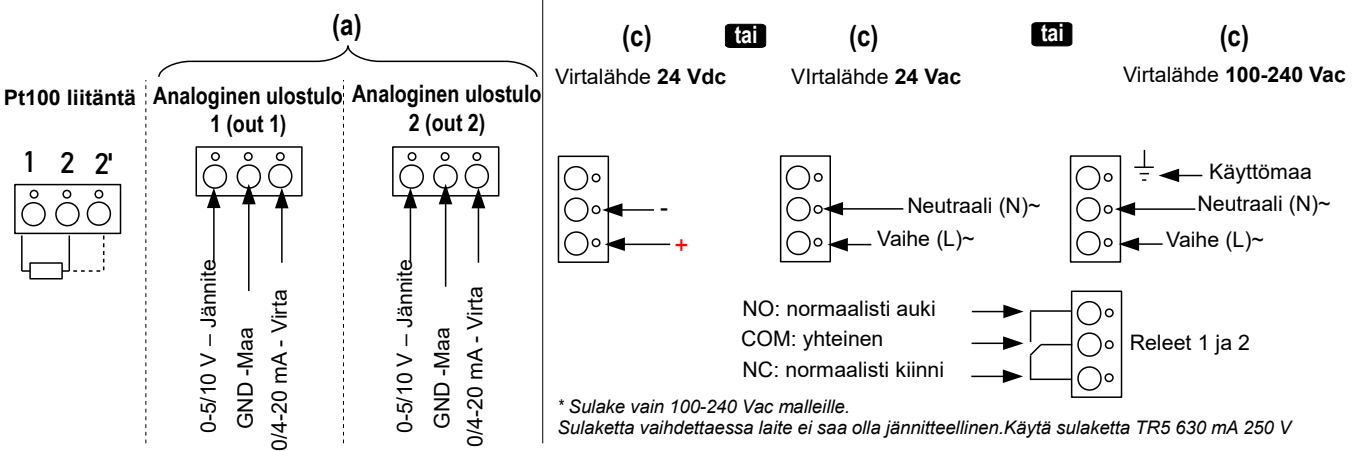 Pt100 liitäntä
1 2 2'
(a)
Analoginen ulostulo
1 (out 1)
0-5/10 V – Jännite
GND -Maa
0/4-20 mA - Virta
Analoginen ulostulo
2 (out 2)
0-5/10 V – Jännite
GND -Maa
0/4-20 mA - Virta
(c)
Virtalähde 24 Vdc
-
+
tai
(c)
VIrtalähde 24 Vac
Neutraali (N)~
Vaihe (L)~
tai
(c)
Virtalähde 100-240 Vac
Käyttömaa
Neutraali (N)~
Vaihe (L)~
NO: normaalisti auki
COM: yhteinen
NC: normaalisti kiinni
Releet 1 ja 2
* Sulake vain 100-240 Vac malleille.
Sulaketta vaihdettaessa laite ei saa olla jännitteellinen.Käytä sulaketta TR5 630 mA 250 V